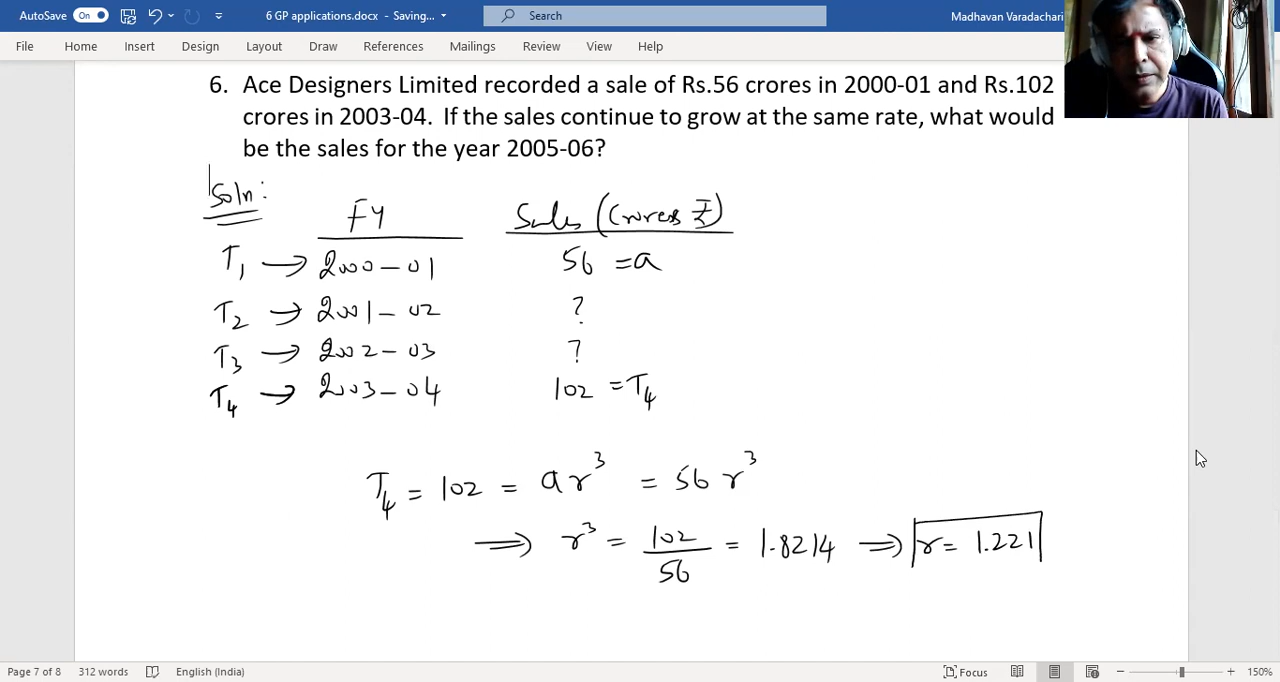 AutoSave On 6 GP applications.docx - Saving... Search Madhavan Varadachari
File Home Insert Design Layout Draw References Mailings Review View Help
6. Ace Designers Limited recorded a sale of Rs.56 crores in 2000-01 and Rs.102
crores in 2003-04. If the sales continue to grow at the same rate, what would
be the sales for the year 2005-06?
Soln:
FY Sales (Crores ₹)
T₁ → 2000-01 56 = a
T₂ → 2001-02 ?
T₃ → 2002-03 ?
T₄ → 2003-04 102 = T₄
T₄ = 102 = ar³ = 56 r³
⟹ r³ = 102/56 = 1.8214 ⟹ r = 1.221
Page 7 of 8 312 words English (India) Focus 150%